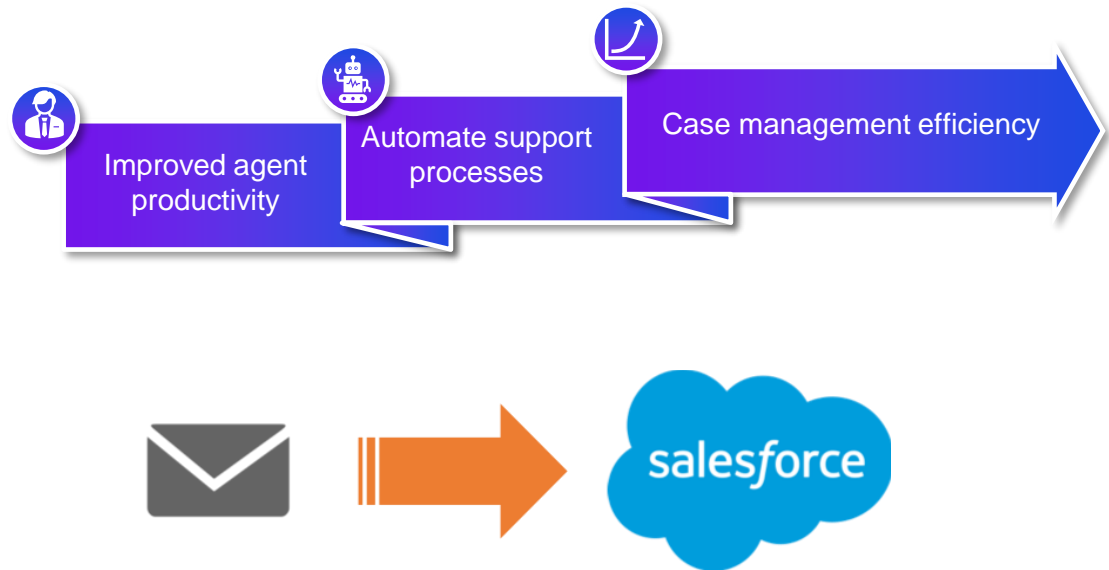 Improved agent
productivity
Automate support
processes
Case management efficiency
salesforce